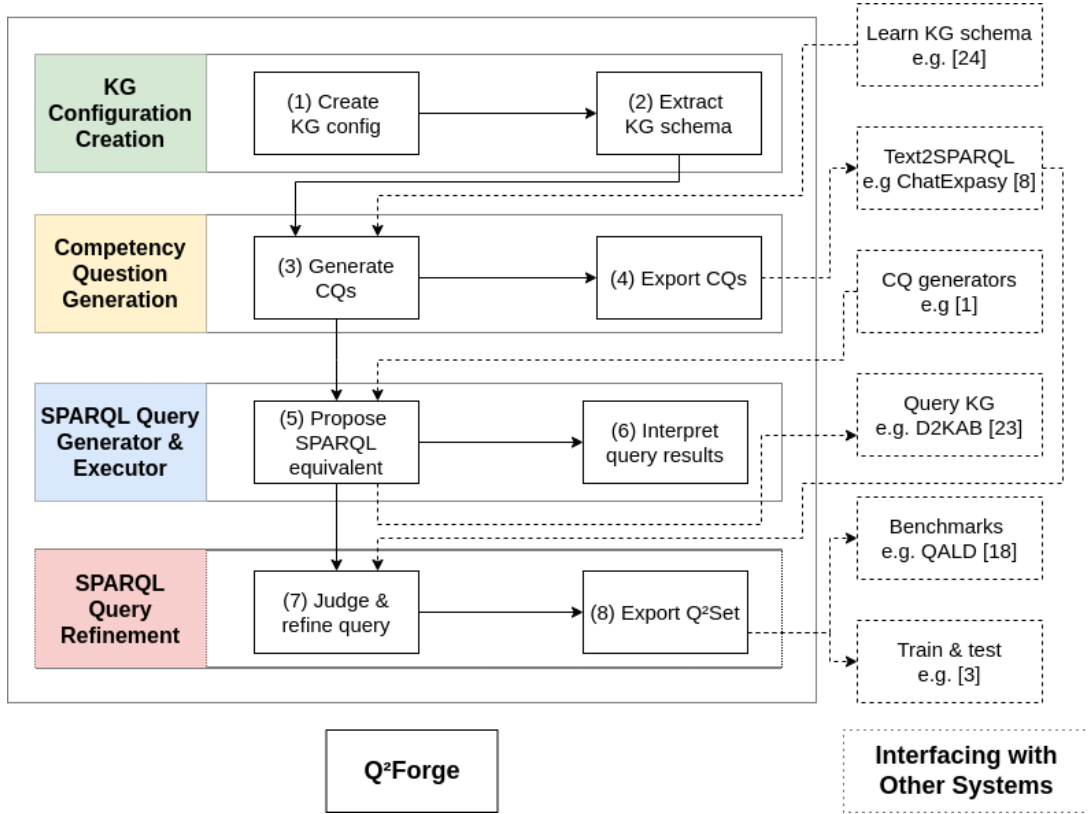 KG
Configuration
Creation
(1) Create
KG config
(2) Extract
KG schema
Learn KG schema
e.g. [24]
Text2SPARQL
e.g ChatExpasy [8]
Competency
Question
Generation
(3) Generate
CQs
(4) Export CQs
CQ generators
e.g [1]
SPARQL Query
Generator &
Executor
(5) Propose
SPARQL
equivalent
(6) Interpret
query results
Query KG
e.g. D2KAB [23]
Benchmarks
e.g. QALD [18]
SPARQL
Query
Refinement
(7) Judge &
refine query
(8) Export Q²Set
Train & test
e.g. [3]
Q²Forge
Interfacing with
Other Systems